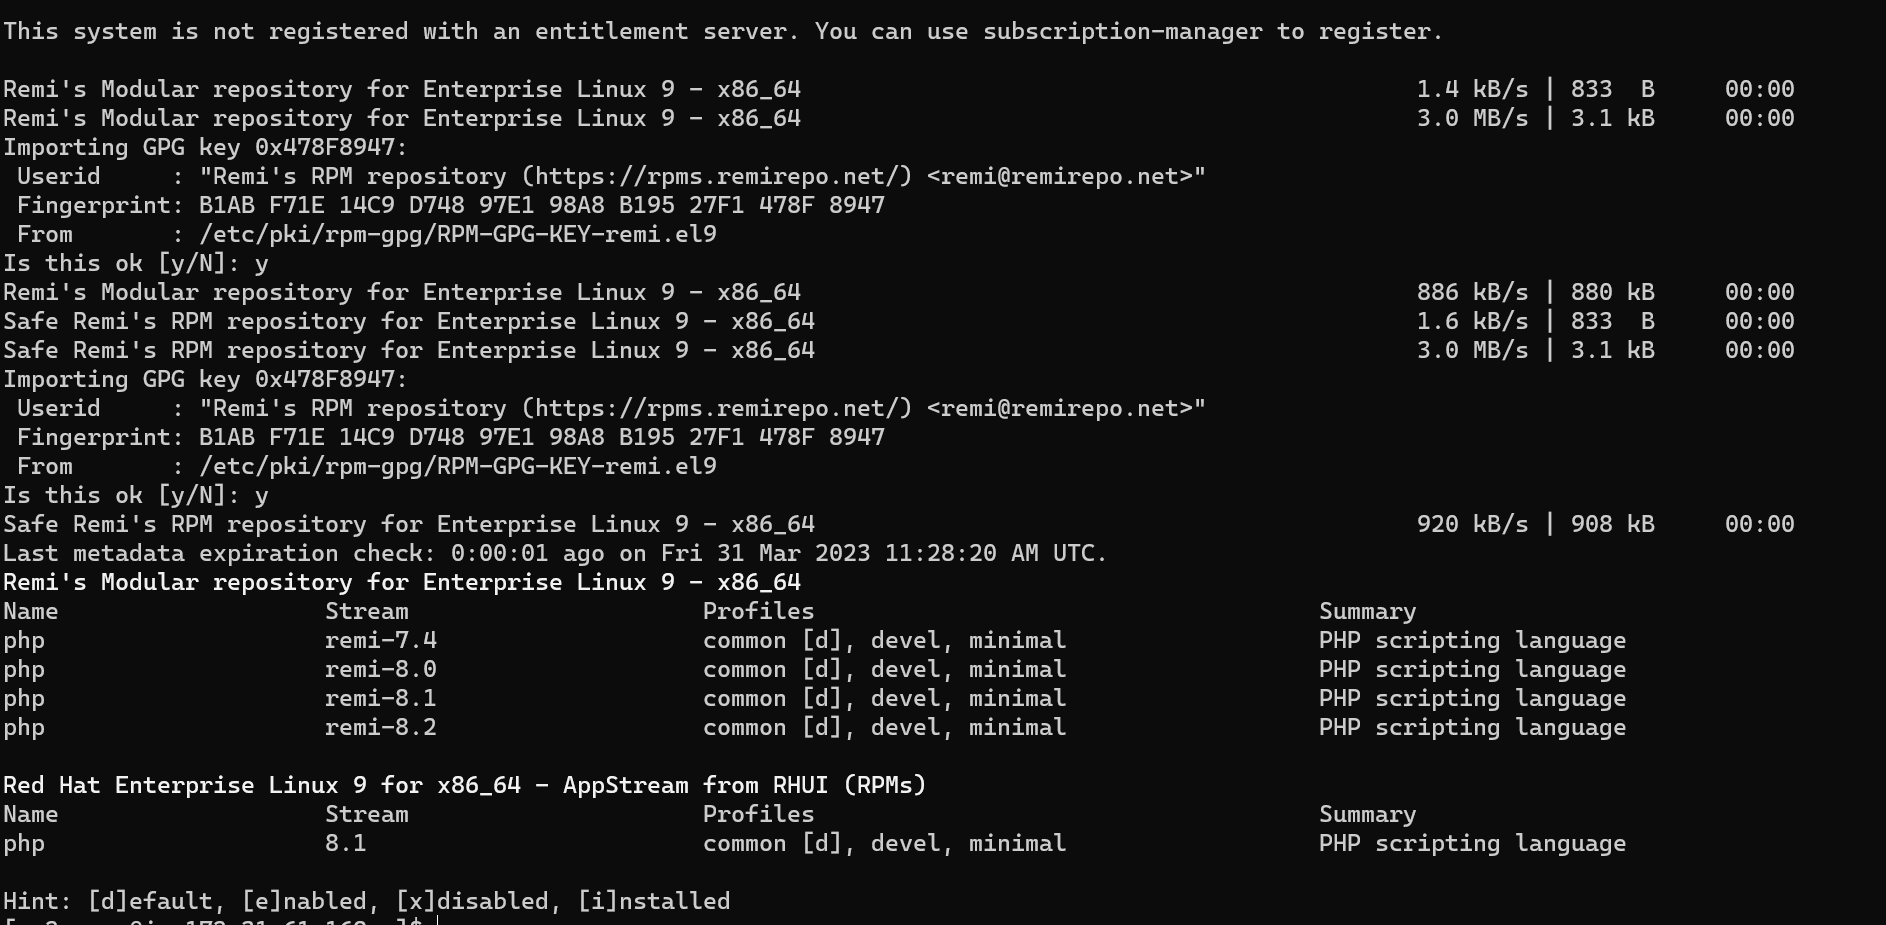 This system is not registered with an entitlement server. You can use subscription-manager to register.
Remi's Modular repository for Enterprise Linux 9 - x86_64 1.4 kB/s | 833 B 00:00
Remi's Modular repository for Enterprise Linux 9 - x86_64 3.0 MB/s | 3.1 kB 00:00
Importing GPG key 0x478F8947:
Userid : "Remi's RPM repository (https://rpms.remirepo.net/) <remi@remirepo.net>"
Fingerprint: B1AB F71E 14C9 D748 97E1 98A8 B195 27F1 478F 8947
From : /etc/pki/rpm-gpg/RPM-GPG-KEY-remi.el9
Is this ok [y/N]: y
Remi's Modular repository for Enterprise Linux 9 - x86_64 886 kB/s | 880 kB 00:00
Safe Remi's RPM repository for Enterprise Linux 9 - x86_64 1.6 kB/s | 833 B 00:00
Safe Remi's RPM repository for Enterprise Linux 9 - x86_64 3.0 MB/s | 3.1 kB 00:00
Importing GPG key 0x478F8947:
Userid : "Remi's RPM repository (https://rpms.remirepo.net/) <remi@remirepo.net>"
Fingerprint: B1AB F71E 14C9 D748 97E1 98A8 B195 27F1 478F 8947
From : /etc/pki/rpm-gpg/RPM-GPG-KEY-remi.el9
Is this ok [y/N]: y
Safe Remi's RPM repository for Enterprise Linux 9 - x86_64 920 kB/s | 908 kB 00:00
Last metadata expiration check: 0:00:01 ago on Fri 31 Mar 2023 11:28:20 AM UTC.
Remi's Modular repository for Enterprise Linux 9 - x86_64
Name Stream Profiles Summary
php remi-7.4 common [d], devel, minimal PHP scripting language
php remi-8.0 common [d], devel, minimal PHP scripting language
php remi-8.1 common [d], devel, minimal PHP scripting language
php remi-8.2 common [d], devel, minimal PHP scripting language
Red Hat Enterprise Linux 9 for x86_64 - AppStream from RHUI (RPMs)
Name Stream Profiles Summary
php 8.1 common [d], devel, minimal PHP scripting language
Hint: [d]efault, [e]nabled, [x]disabled, [i]nstalled